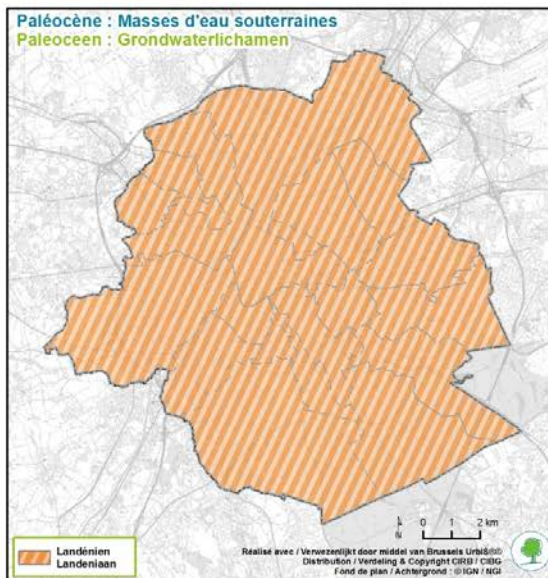 Paléocène : Masses d'eau souterraines
Paleoceen : Grondwaterlichamen
N
0 1 2 km
Landénien
Landeniaan
Réalisé avec / Verwezenlijkt door middel van Brussels UrbIS®©
Distribution / Verdeling & Copyright CIRB / CIBG
Fond de plan / Achtergrond : © IGN / NGI